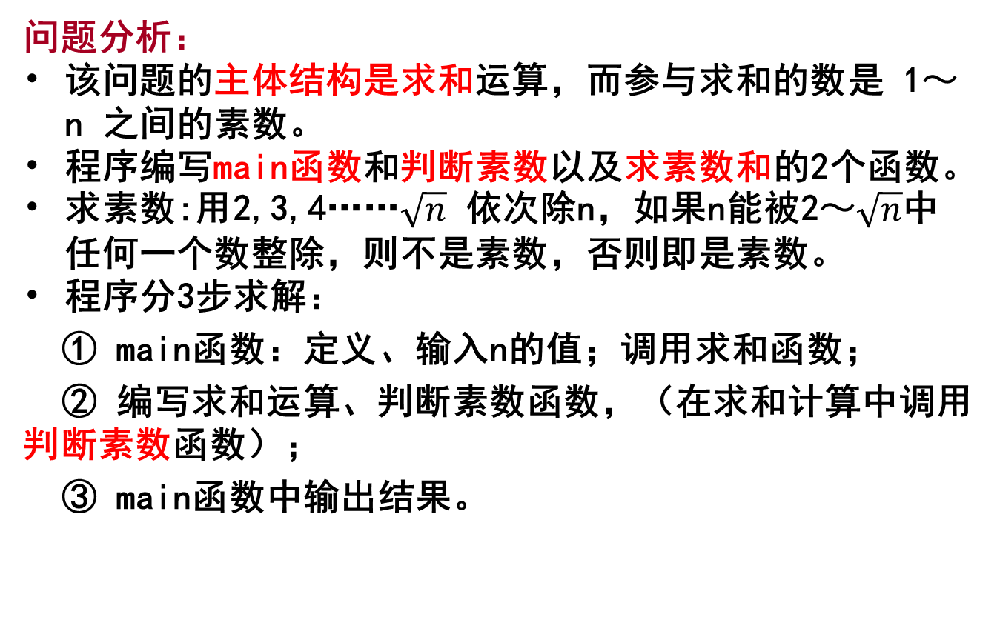 问题分析：
• 该问题的主体结构是求和运算，而参与求和的数是 1～
n 之间的素数。
• 程序编写main函数和判断素数以及求素数和的2个函数。
• 求素数:用2,3,4……√n 依次除n，如果n能被2～√n中
任何一个数整除，则不是素数，否则即是素数。
• 程序分3步求解：
① main函数：定义、输入n的值；调用求和函数；
② 编写求和运算、判断素数函数，（在求和计算中调用
判断素数函数）；
③ main函数中输出结果。